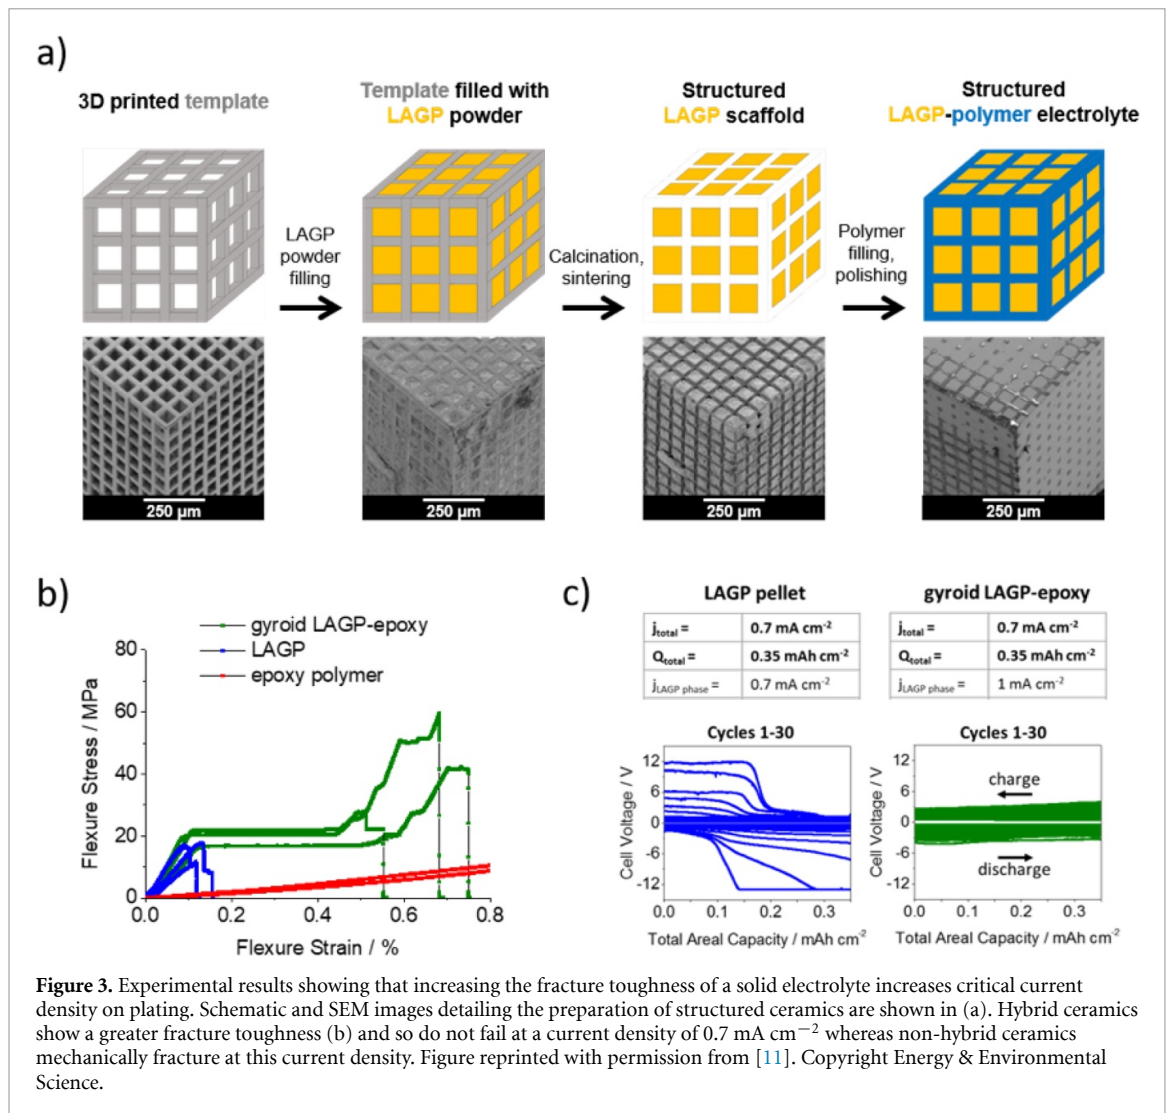 a)
3D printed template
Template filled with
LAGP powder
Structured
LAGP scaffold
Structured
LAGP-polymer electrolyte
LAGP
powder
filling
Calcination,
sintering
Polymer
filling,
polishing
250 µm
250 µm
250 µm
250 µm
b)
gyroid LAGP-epoxy
LAGP
epoxy polymer
Flexure Stress / MPa
80
60
40
20
0
0.0
0.2
0.4
0.6
0.8
Flexure Strain / %
c)
LAGP pellet
j_total = 0.7 mA cm⁻²
Q_total = 0.35 mAh cm⁻²
j_LAGP phase = 0.7 mA cm⁻²
Cycles 1-30
Cell Voltage / V
12
6
0
-6
-12
0.0
0.1
0.2
0.3
Total Areal Capacity / mAh cm⁻²
gyroid LAGP-epoxy
j_total = 0.7 mA cm⁻²
Q_total = 0.35 mAh cm⁻²
j_LAGP phase = 1 mA cm⁻²
Cycles 1-30
Cell Voltage / V
12
6
0
-6
-12
charge
discharge
0.0
0.1
0.2
0.3
Total Areal Capacity / mAh cm⁻²
Figure 3. Experimental results showing that increasing the fracture toughness of a solid electrolyte increases critical current
density on plating. Schematic and SEM images detailing the preparation of structured ceramics are shown in (a). Hybrid ceramics
show a greater fracture toughness (b) and so do not fail at a current density of 0.7 mA cm⁻² whereas non-hybrid ceramics
mechanically fracture at this current density. Figure reprinted with permission from [11]. Copyright Energy & Environmental
Science.